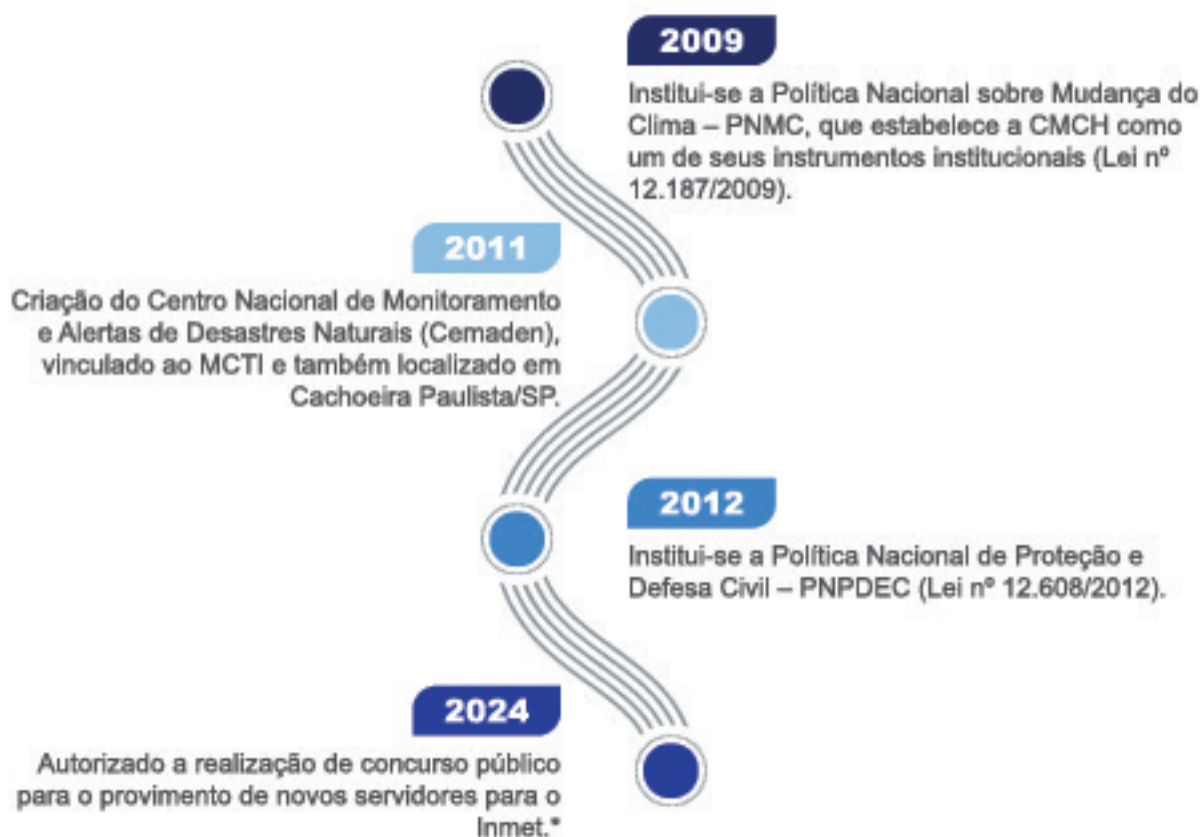 2009
Institui-se a Política Nacional sobre Mudança do
Clima – PNMC, que estabelece a CMCH como
um de seus instrumentos institucionais (Lei nº
12.187/2009).
2011
Criação do Centro Nacional de Monitoramento
e Alertas de Desastres Naturais (Cemaden),
vinculado ao MCTI e também localizado em
Cachoeira Paulista/SP.
2012
Institui-se a Política Nacional de Proteção e
Defesa Civil – PNPDEC (Lei nº 12.608/2012).
2024
Autorizado a realização de concurso público
para o provimento de novos servidores para o
Inmet.*